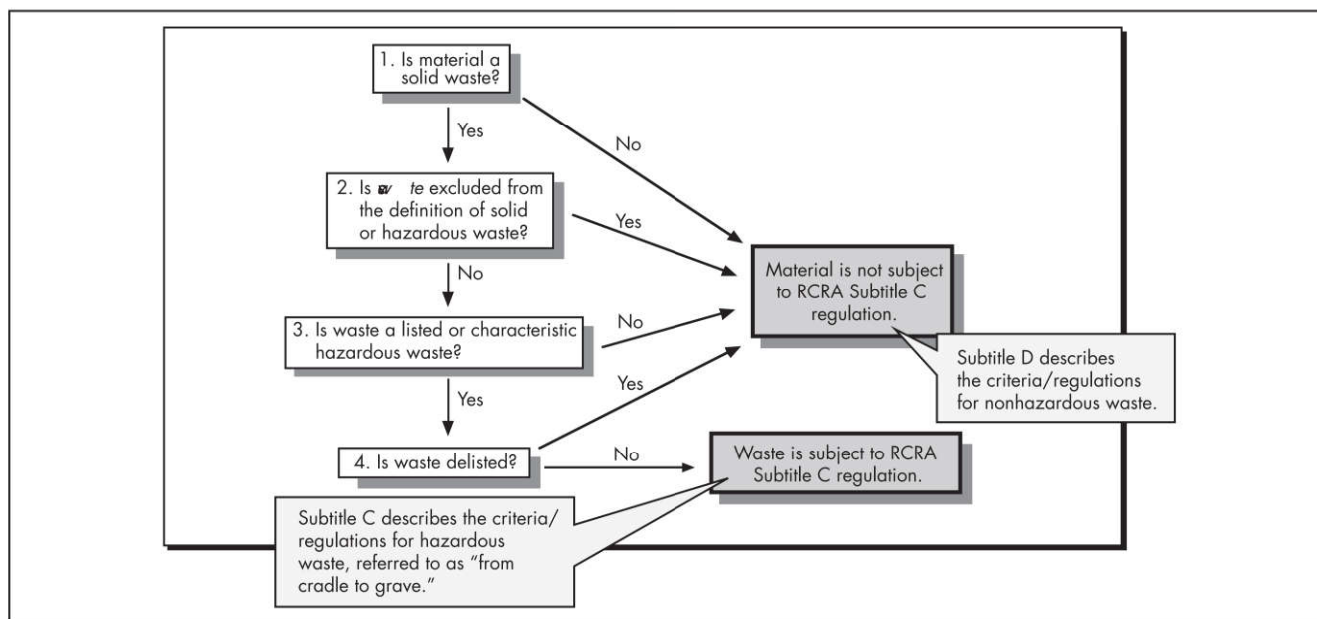 1. Is material a
solid waste?
Yes
No
2. Is te excluded from
the definition of solid
or hazardous waste?
Yes
No
3. Is waste a listed or characteristic
hazardous waste?
No
Yes
4. Is waste delisted?
Yes
No
Material is not subject
to RCRA Subtitle C
regulation.
Subtitle D describes
the criteria/regulations
for nonhazardous waste.
Waste is subject to RCRA
Subtitle C regulation.
Subtitle C describes the criteria/
regulations for hazardous
waste, referred to as “from
cradle to grave.”